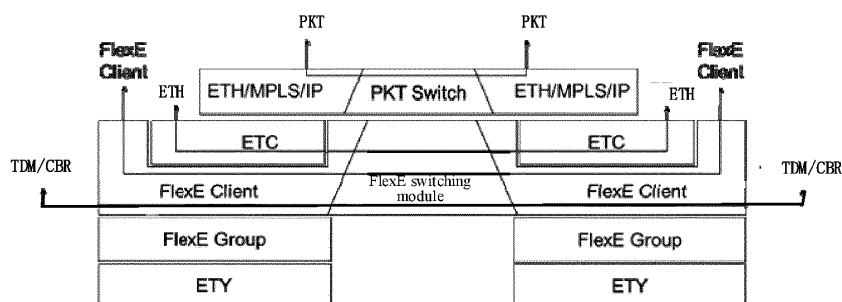 PKT PKT
FlexE Client FlexE Client
ETH ETH/MPLS/IP PKT Switch ETH/MPLS/IP ETH
ETC ETC
TDM/CBR TDM/CBR
FlexE Client FlexE switching module FlexE Client
FlexE Group FlexE Group
ETY ETY